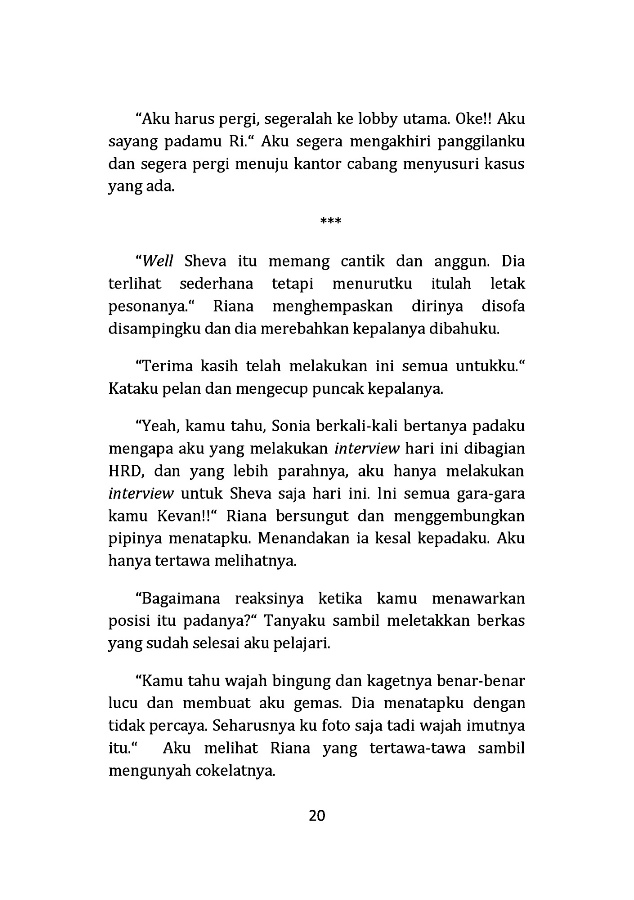 “Aku harus pergi, segeralah ke lobby utama. Oke!! Aku
sayang padamu Ri.“ Aku segera mengakhiri panggilanku
dan segera pergi menuju kantor cabang menyusuri kasus
yang ada.
***
“Well Sheva itu memang cantik dan anggun. Dia
terlihat sederhana tetapi menurutku itulah letak
pesonanya.“ Riana menghempaskan dirinya disofa
disampingku dan dia merebahkan kepalanya dibahuku.
“Terima kasih telah melakukan ini semua untukku.“
Kataku pelan dan mengecup puncak kepalanya.
“Yeah, kamu tahu, Sonia berkali-kali bertanya padaku
mengapa aku yang melakukan interview hari ini dibagian
HRD, dan yang lebih parahnya, aku hanya melakukan
interview untuk Sheva saja hari ini. Ini semua gara-gara
kamu Kevan!!“ Riana bersungut dan menggembungkan
pipinya menatapku. Menandakan ia kesal kepadaku. Aku
hanya tertawa melihatnya.
“Bagaimana reaksinya ketika kamu menawarkan
posisi itu padanya?“ Tanyaku sambil meletakkan berkas
yang sudah selesai aku pelajari.
“Kamu tahu wajah bingung dan kagetnya benar-benar
lucu dan membuat aku gemas. Dia menatapku dengan
tidak percaya. Seharusnya ku foto saja tadi wajah imutnya
itu.“ Aku melihat Riana yang tertawa-tawa sambil
mengunyah cokelatnya.
20